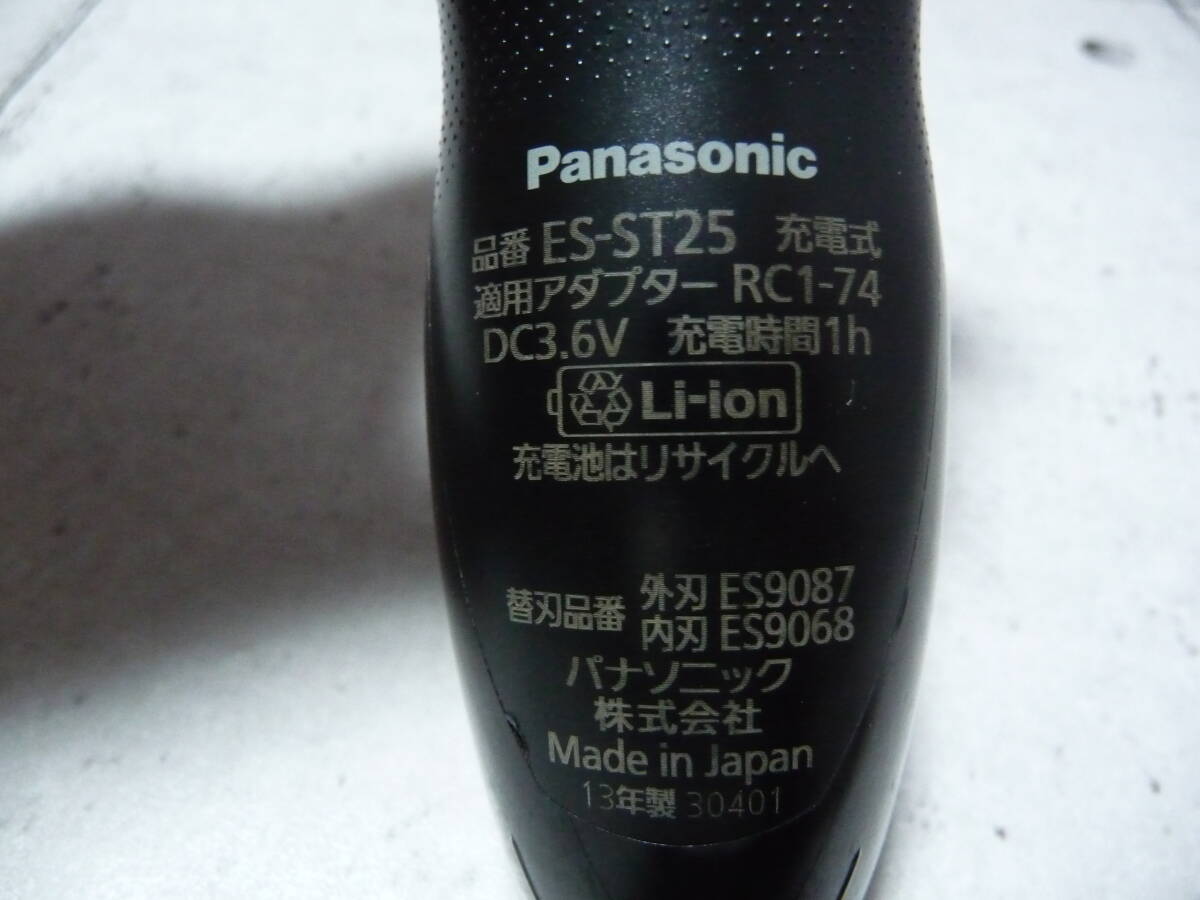 Panasonic
品番 ES-ST25 充電式
適用アダプター RC1-74
DC3.6V 充電時間1h
Li-ion
充電池はリサイクルへ
替刃品番 外刃 ES9087
内刃 ES9068
パナソニック
株式会社
Made in Japan
13年製 30401